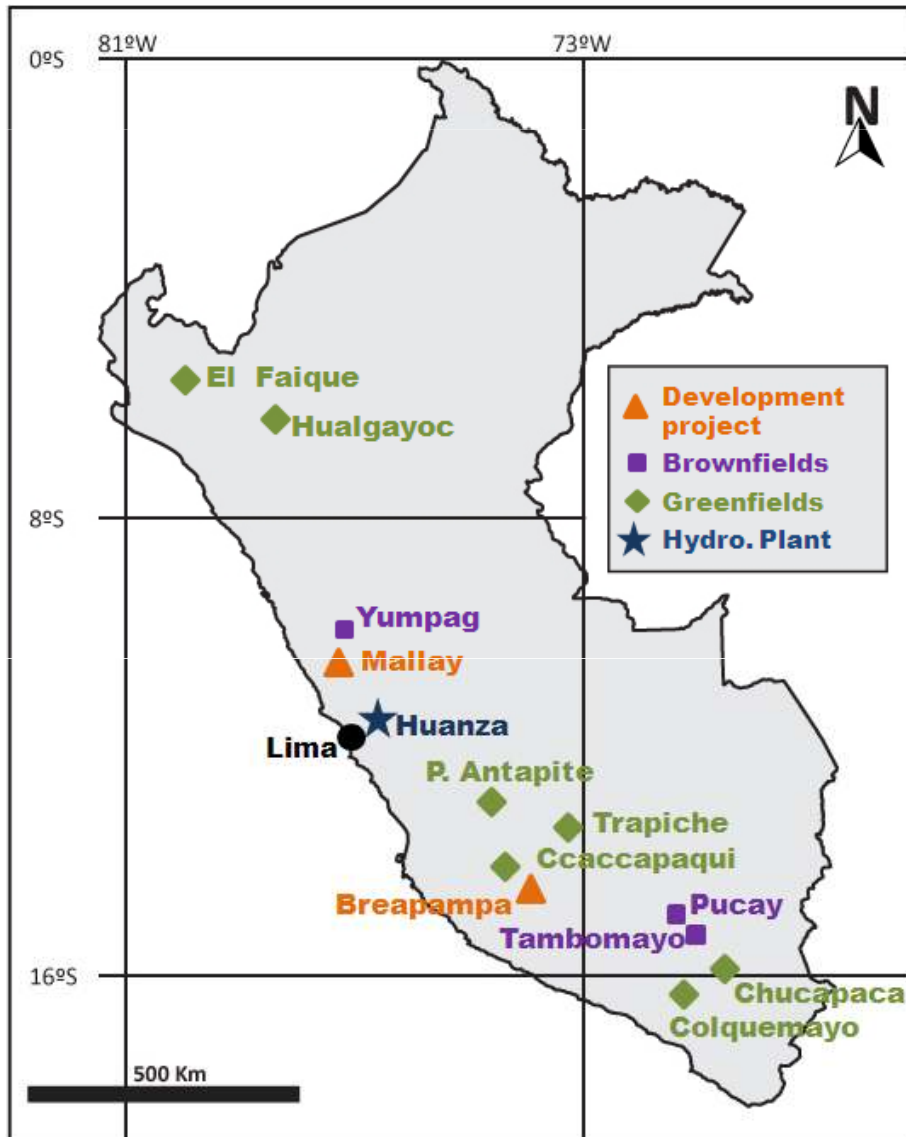 81ºW
73ºW
0ºS
N
El Faique
Hualgayoc
Development
project
Brownfields
Greenfields
Hydro. Plant
8ºS
Yumpag
Mallay
Huanza
Lima
P. Antapite
Trapiche
Ccaccapaqui
Breapampa
Pucay
Tambomayo
16ºS
Chucapaca
Colquemayo
500 Km